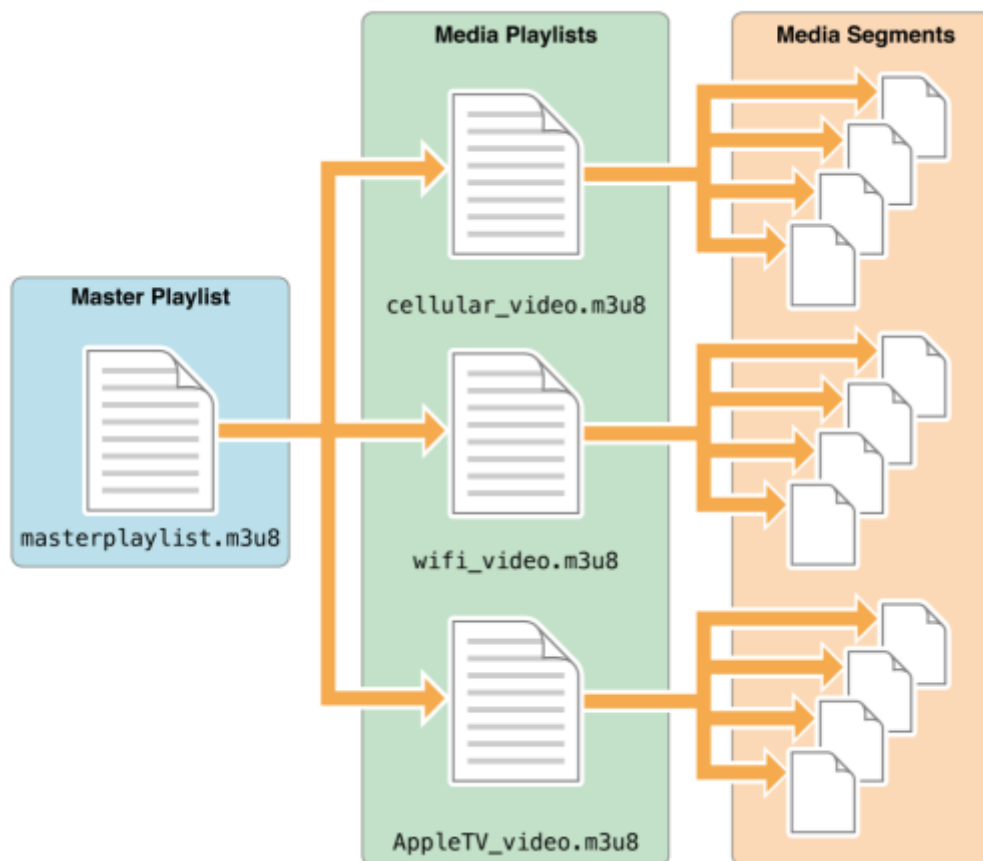 Media Playlists
Media Segments
cellular_video.m3u8
Master Playlist
masterplaylist.m3u8
wifi_video.m3u8
AppleTV_video.m3u8